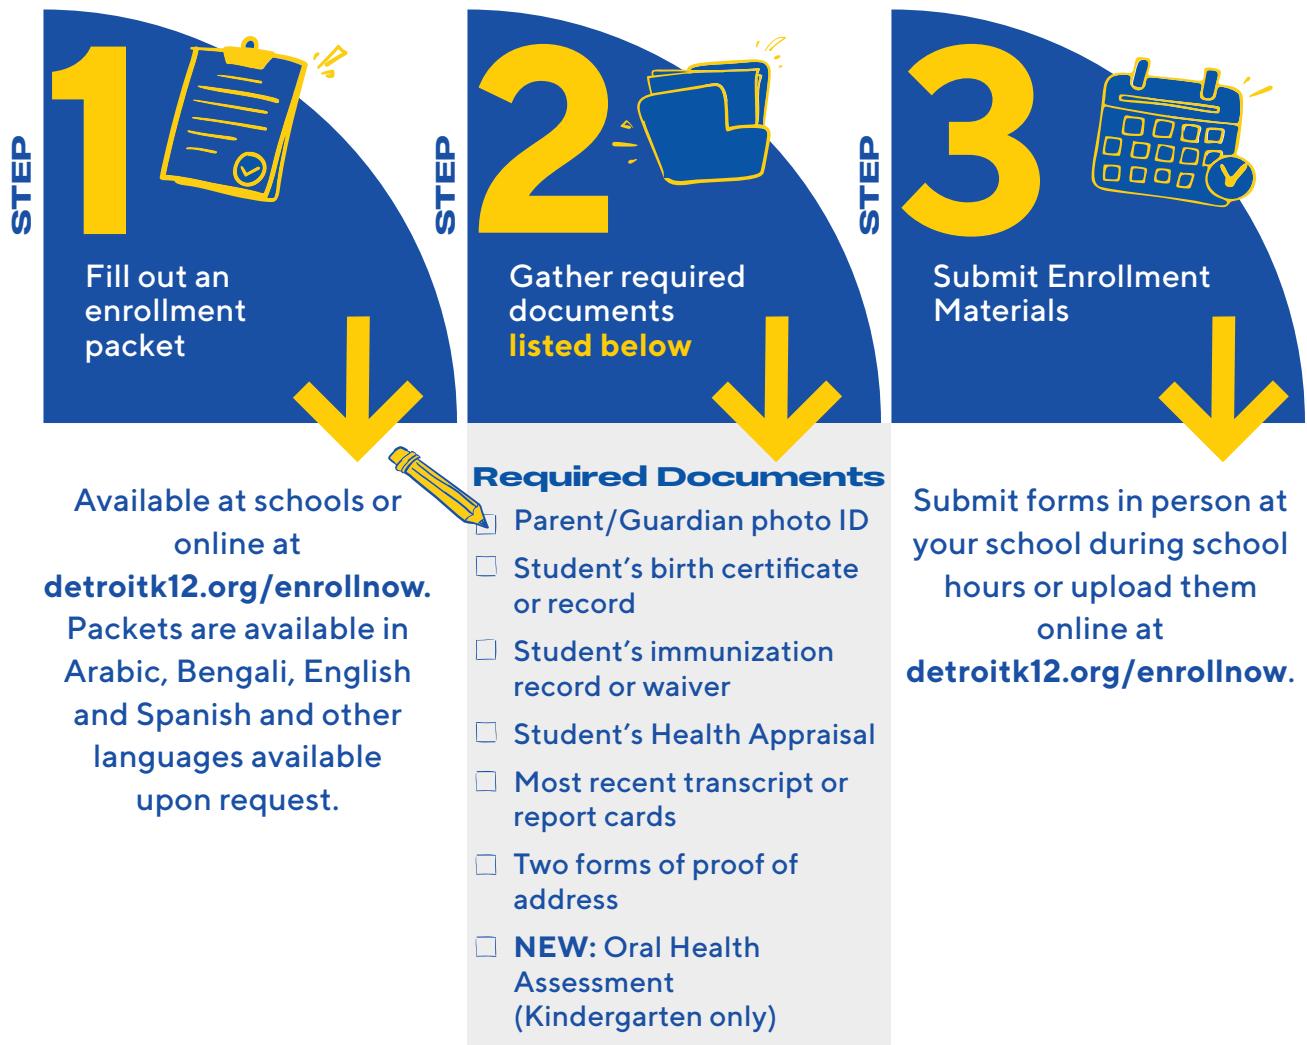 STEP
1
Fill out an
enrollment
packet
Available at schools or
online at
detroitk12.org/enrollnow.
Packets are available in
Arabic, Bengali, English
and Spanish and other
languages available
upon request.
STEP
2
Gather required
documents
listed below
Required Documents
Parent/Guardian photo ID
Student's birth certificate
or record
Student's immunization
record or waiver
Student's Health Appraisal
Most recent transcript or
report cards
Two forms of proof of
address
NEW: Oral Health
Assessment
(Kindergarten only)
STEP
3
Submit Enrollment
Materials
Submit forms in person at
your school during school
hours or upload them
online at
detroitk12.org/enrollnow.